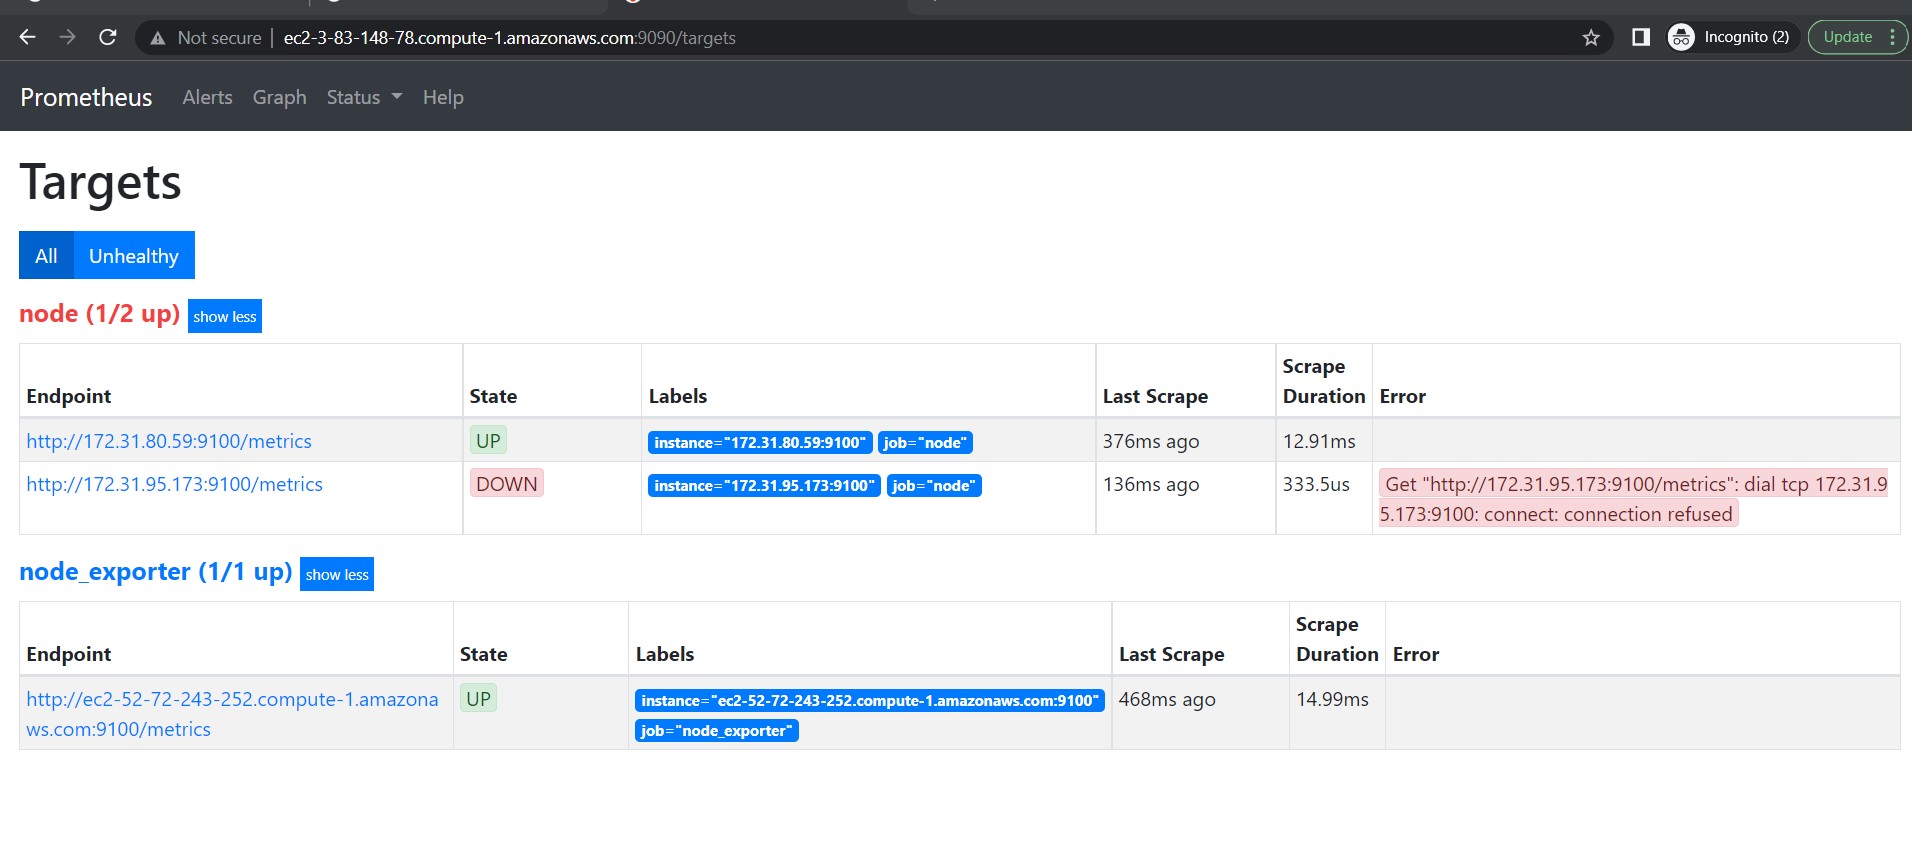 Not secure | ec2-3-83-148-78.compute-1.amazonaws.com:9090/targets
Incognito (2)
Update
Prometheus Alerts Graph Status Help
Targets
All Unhealthy
node (1/2 up) show less
Endpoint State Labels Last Scrape Scrape Duration Error
http://172.31.80.59:9100/metrics UP instance="172.31.80.59:9100" job="node" 376ms ago 12.91ms
http://172.31.95.173:9100/metrics DOWN instance="172.31.95.173:9100" job="node" 136ms ago 333.5us Get "http://172.31.95.173:9100/metrics": dial tcp 172.31.9
5.173:9100: connect: connection refused
node_exporter (1/1 up) show less
Endpoint State Labels Last Scrape Scrape Duration Error
http://ec2-52-72-243-252.compute-1.amazona
ws.com:9100/metrics UP instance="ec2-52-72-243-252.compute-1.amazonaws.com:9100"
job="node_exporter" 468ms ago 14.99ms